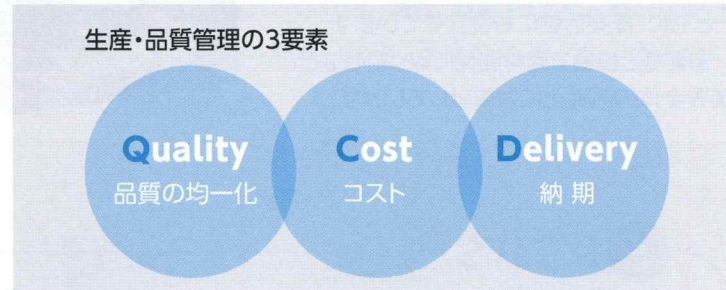 生産・品質管理の3要素
Quality
品質の均一化
Cost
コスト
Delivery
納 期